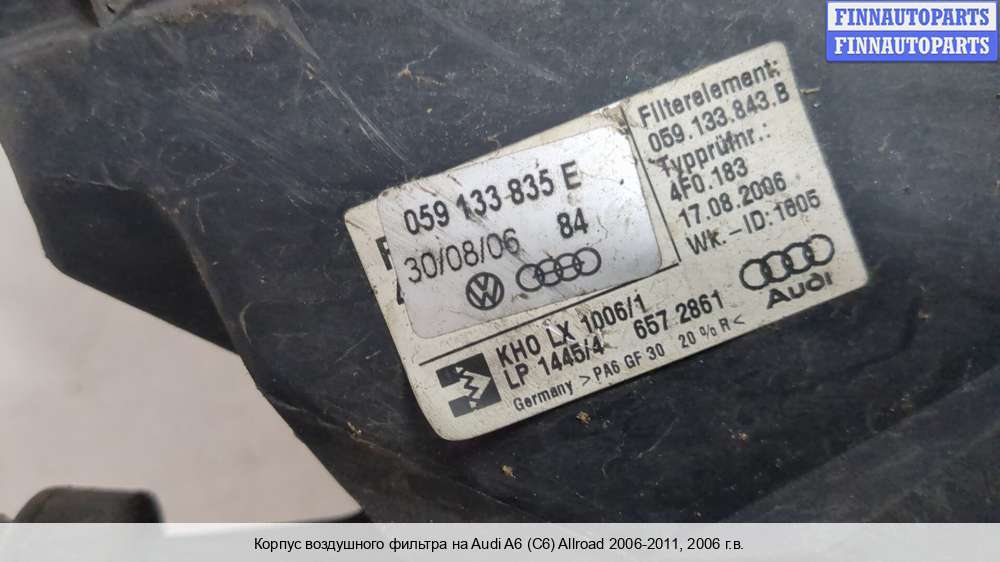 FINNAUTOPARTS
FINNAUTOPARTS
Filterelement:
059.133.843.B
Typprüfnr.:
4F0.183
17.08.2006
Wk.-ID:1605
059 133 835 E
30/08/06 84
Audi
KHO LX 1006/1
LP 1445/4 657 2861
Germany >PA6 GF 30 20 % R<
Корпус воздушного фильтра на Audi A6 (C6) Allroad 2006-2011, 2006 г.в.